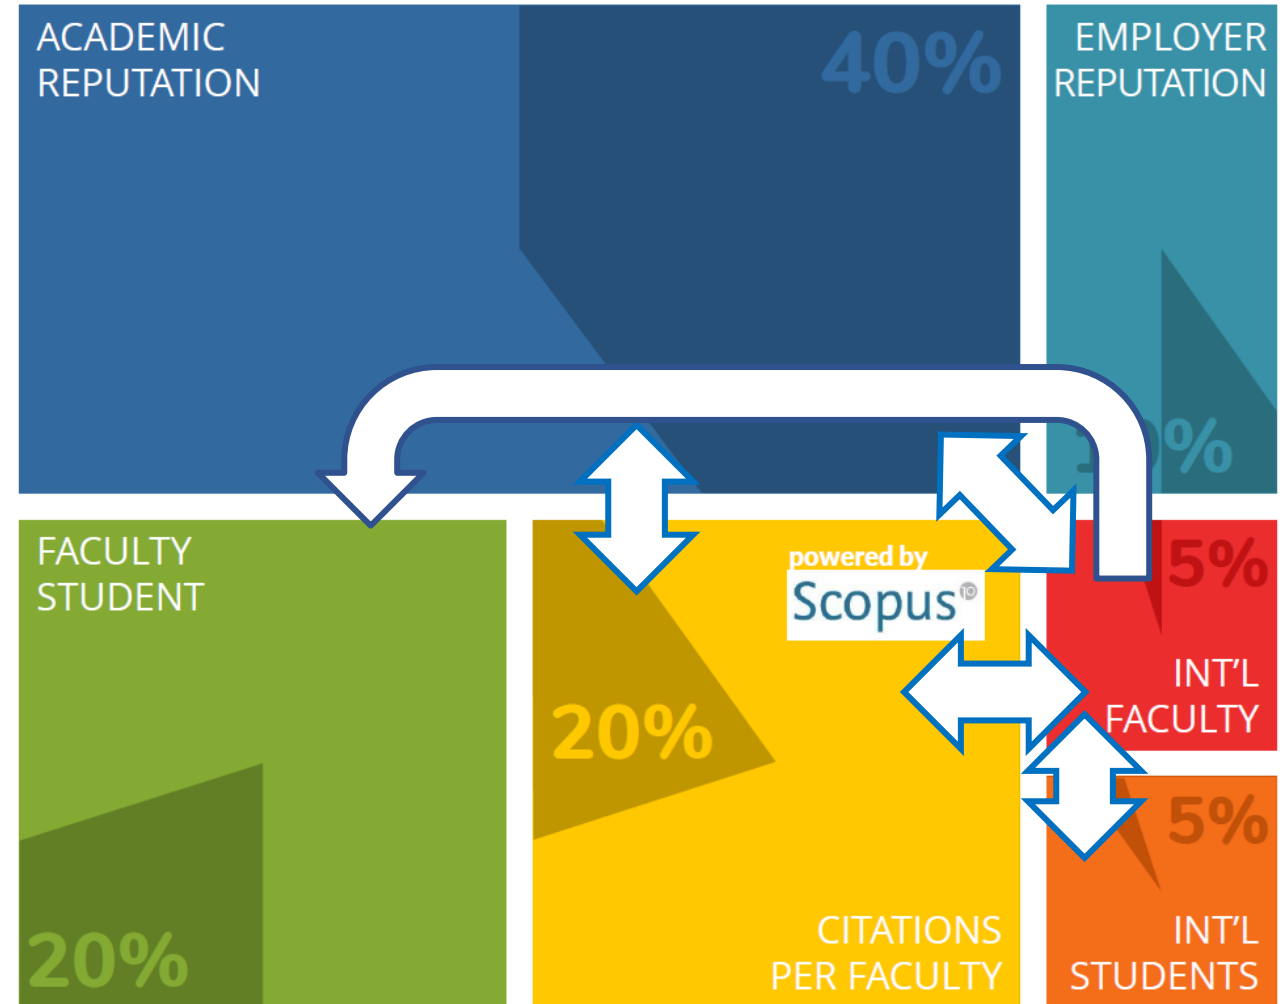 ACADEMIC
REPUTATION
40%
EMPLOYER
REPUTATION
10%
FACULTY
STUDENT
20%
powered by
Scopus
20%
CITATIONS
PER FACULTY
5%
INT'L
FACULTY
5%
INT'L
STUDENTS